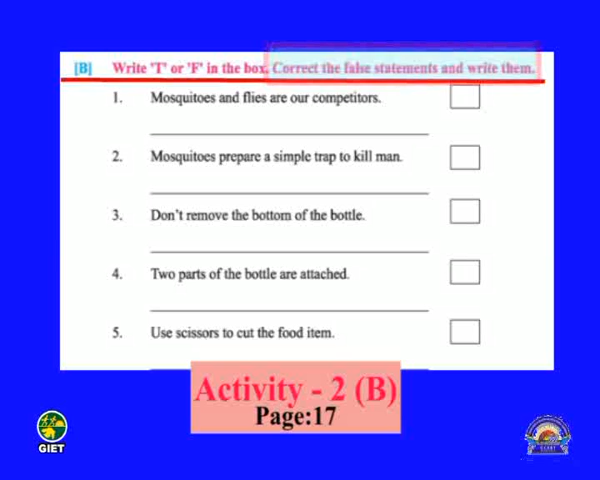 [B] Write 'T' or 'F' in the box. Correct the false statements and write them.
1. Mosquitoes and flies are our competitors.
2. Mosquitoes prepare a simple trap to kill man.
3. Don't remove the bottom of the bottle.
4. Two parts of the bottle are attached.
5. Use scissors to cut the food item.
Activity - 2 (B)
Page:17
GIET